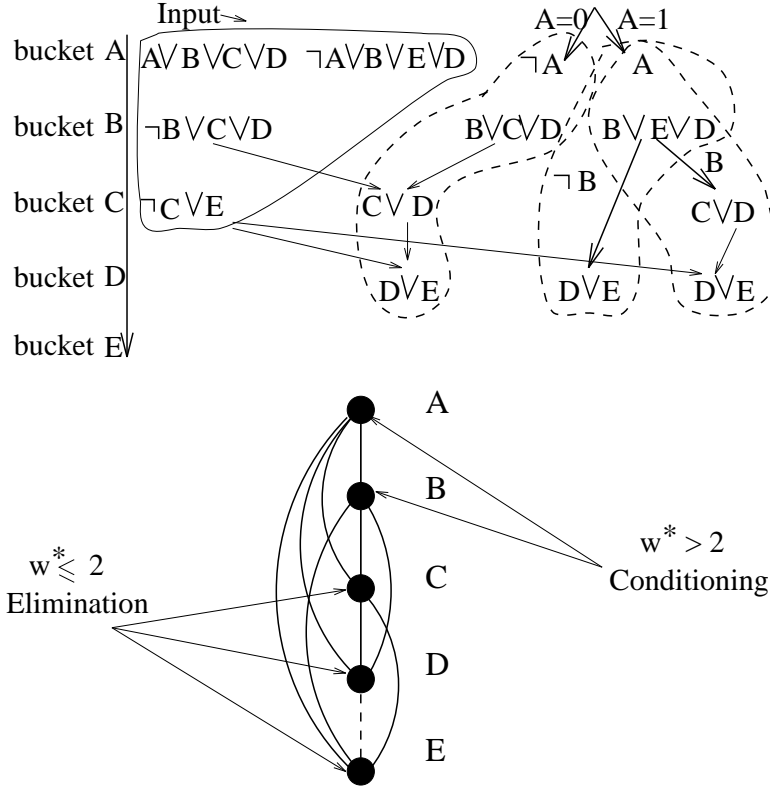 Input A=0 A=1
bucket A A∨B∨C∨D ¬A∨B∨E∨D ¬A A
bucket B ¬B∨C∨D B∨C∨D B∨E∨D
B
¬B
bucket C ¬C∨E C∨D C∨D
bucket D D∨E D∨E D∨E
bucket E
A
B
w* > 2
w* ≤ 2
C
Conditioning
Elimination
D
E